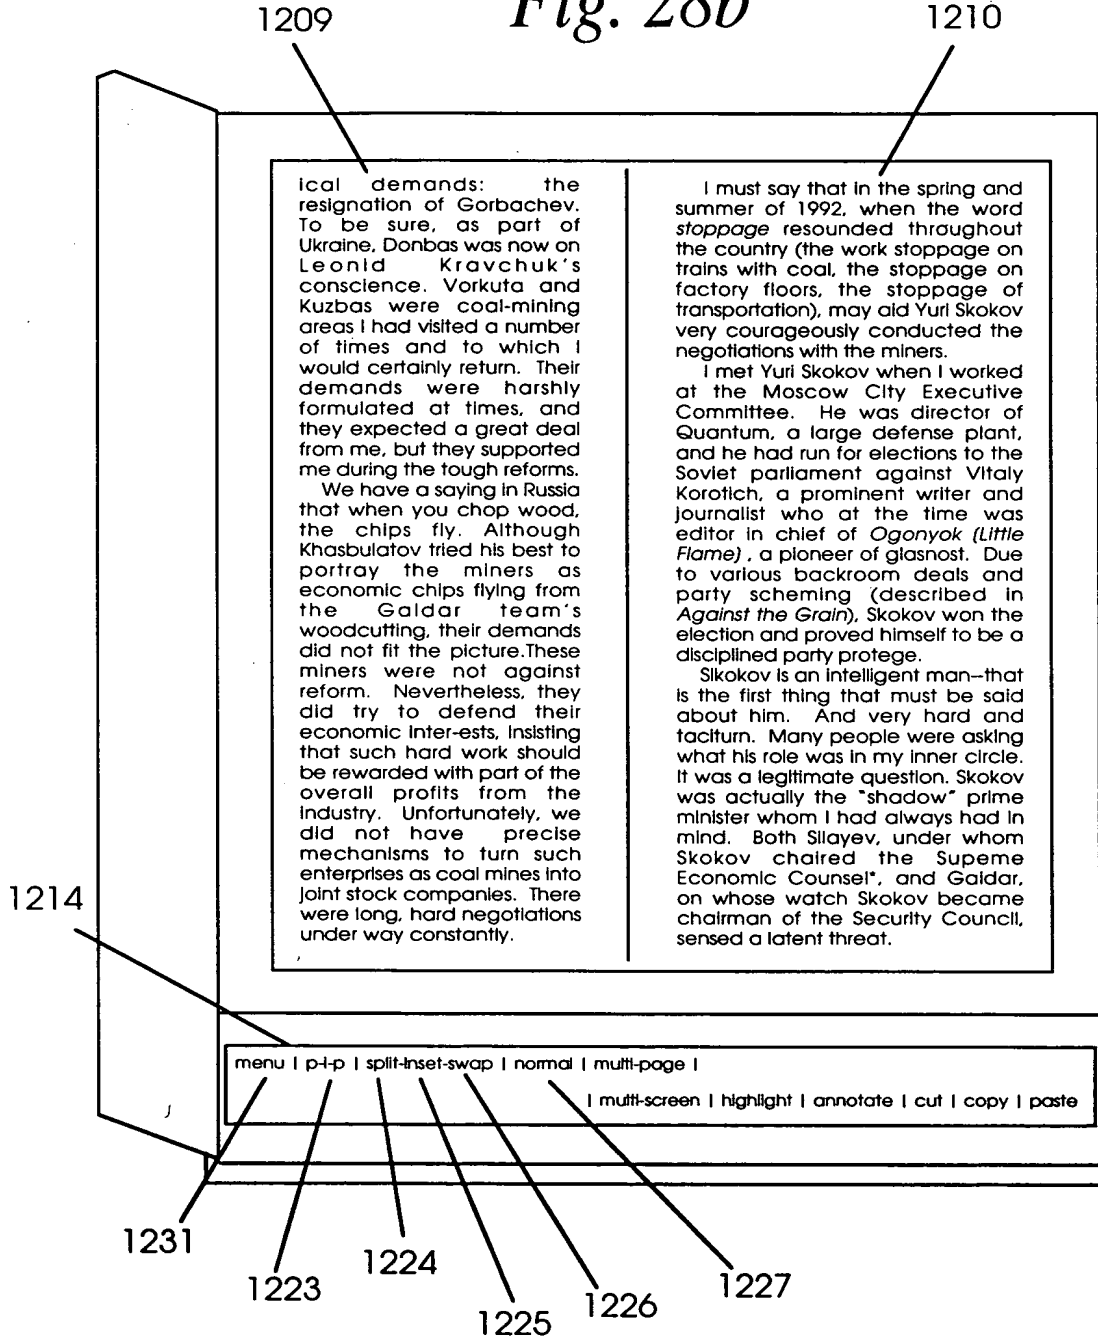 Fig. 28b
1209
1210
ical demands: the
resignation of Gorbachev.
To be sure, as part of
Ukraine, Donbas was now on
Leonid Kravchuk's
conscience. Vorkuta and
Kuzbas were coal-mining
areas I had visited a number
of times and to which I
would certainly return. Their
demands were harshly
formulated at times, and
they expected a great deal
from me, but they supported
me during the tough reforms.
We have a saying in Russia
that when you chop wood,
the chips fly. Although
Khasbulatov tried his best to
portray the miners as
economic chips flying from
the Gaidar team's
woodcutting, their demands
did not fit the picture.These
miners were not against
reform. Nevertheless, they
did try to defend their
economic inter-ests, insisting
that such hard work should
be rewarded with part of the
overall profits from the
industry. Unfortunately, we
did not have precise
mechanisms to turn such
enterprises as coal mines into
joint stock companies. There
were long, hard negotiations
under way constantly.
I must say that in the spring and
summer of 1992, when the word
stoppage resounded throughout
the country (the work stoppage on
trains with coal, the stoppage on
factory floors, the stoppage of
transportation), may aid Yuri Skokov
very courageously conducted the
negotiations with the miners.
I met Yuri Skokov when I worked
at the Moscow City Executive
Committee. He was director of
Quantum, a large defense plant,
and he had run for elections to the
Soviet parliament against Vitaly
Korotich, a prominent writer and
journalist who at the time was
editor in chief of Ogonyok (Little
Flame) , a pioneer of glasnost. Due
to various backroom deals and
party scheming (described in
Against the Grain), Skokov won the
election and proved himself to be a
disciplined party protege.
Sikokov is an intelligent man--that
is the first thing that must be said
about him. And very hard and
taciturn. Many people were asking
what his role was in my inner circle.
It was a legitimate question. Skokov
was actually the "shadow" prime
minister whom I had always had in
mind. Both Silayev, under whom
Skokov chaired the Supeme
Economic Counsel*, and Gaidar,
on whose watch Skokov became
chairman of the Security Council,
sensed a latent threat.
1214
menu | p-i-p | split-inset-swap | normal | multi-page |
| multi-screen | highlight | annotate | cut | copy | paste
1231
1223
1224
1225
1226
1227